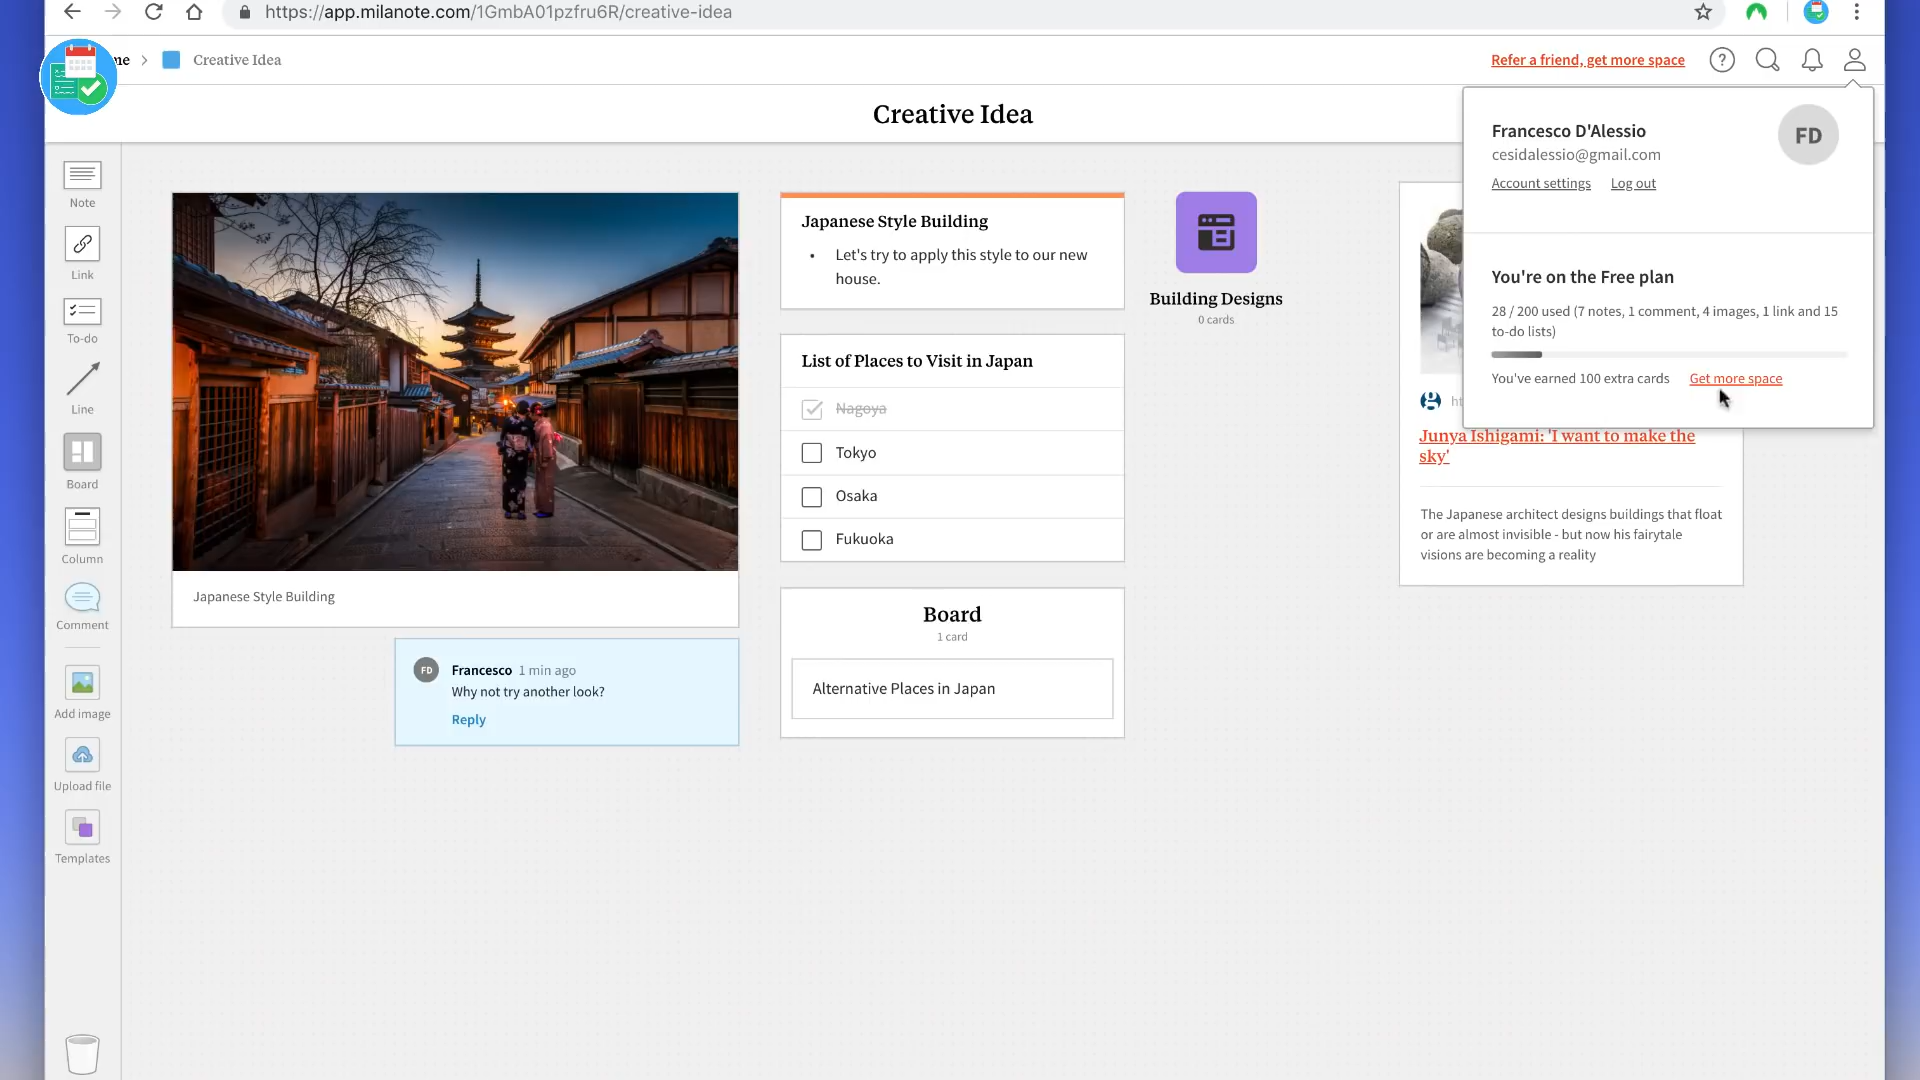 https://app.milanote.com/1GmbA01pzfru6R/creative-idea
me
Creative Idea
Refer a friend, get more space
?
Creative Idea
Francesco D'Alessio
FD
cesidalessio@gmail.com
Account settings
Log out
You're on the Free plan
28 / 200 used (7 notes, 1 comment, 4 images, 1 link and 15
to-do lists)
You've earned 100 extra cards
Get more space
Note
Link
To-do
Line
Board
Column
Comment
Add image
Upload file
Templates
Japanese Style Building
FD
Francesco 1 min ago
Why not try another look?
Reply
Japanese Style Building
• Let's try to apply this style to our new
house.
List of Places to Visit in Japan
Nagoya
Tokyo
Osaka
Fukuoka
Board
1 card
Alternative Places in Japan
Building Designs
0 cards
ht
Junya Ishigami: 'I want to make the
sky'
The Japanese architect designs buildings that float
or are almost invisible - but now his fairytale
visions are becoming a reality